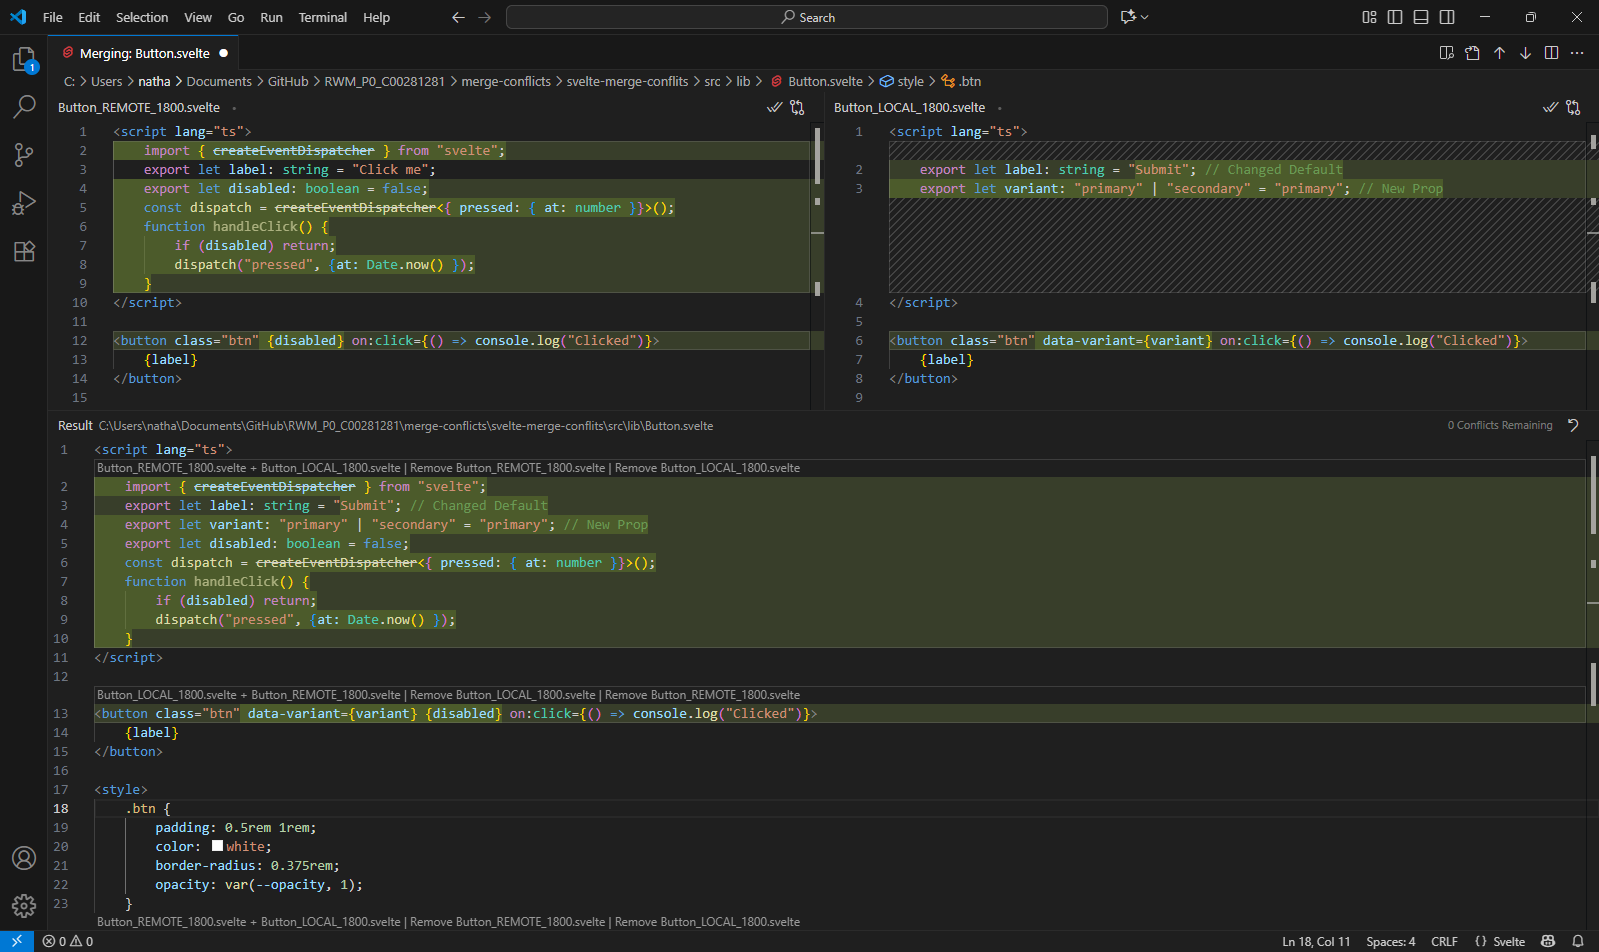 File Edit Selection View Go Run Terminal Help
Search
1
Merging: Button.svelte
C: > Users > natha > Documents > GitHub > RWM_P0_C00281281 > merge-conflicts > svelte-merge-conflits > src > lib > Button.svelte > style > .btn
Button_REMOTE_1800.svelte
1 <script lang="ts">
2 import { createEventDispatcher } from "svelte";
3 export let label: string = "Click me";
4 export let disabled: boolean = false;
5 const dispatch = createEventDispatcher<{ pressed: { at: number }}>();
6 function handleClick() {
7 if (disabled) return;
8 dispatch("pressed", {at: Date.now() });
9 }
10 </script>
11
12 <button class="btn" {disabled} on:click={() => console.log("Clicked")}>
13 {label}
14 </button>
15
Button_LOCAL_1800.svelte
1 <script lang="ts">
2 export let label: string = "Submit"; // Changed Default
3 export let variant: "primary" | "secondary" = "primary"; // New Prop
4 </script>
5
6 <button class="btn" data-variant={variant} on:click={() => console.log("Clicked")}>
7 {label}
8 </button>
9
Result C:\Users\natha\Documents\GitHub\RWM_P0_C00281281\merge-conflicts\svelte-merge-conflits\src\lib\Button.svelte
0 Conflicts Remaining
1 <script lang="ts">
Button_REMOTE_1800.svelte + Button_LOCAL_1800.svelte | Remove Button_REMOTE_1800.svelte | Remove Button_LOCAL_1800.svelte
2 import { createEventDispatcher } from "svelte";
3 export let label: string = "Submit"; // Changed Default
4 export let variant: "primary" | "secondary" = "primary"; // New Prop
5 export let disabled: boolean = false;
6 const dispatch = createEventDispatcher<{ pressed: { at: number }}>();
7 function handleClick() {
8 if (disabled) return;
9 dispatch("pressed", {at: Date.now() });
10 }
11 </script>
12
Button_LOCAL_1800.svelte + Button_REMOTE_1800.svelte | Remove Button_LOCAL_1800.svelte | Remove Button_REMOTE_1800.svelte
13 <button class="btn" data-variant={variant} {disabled} on:click={() => console.log("Clicked")}>
14 {label}
15 </button>
16
17 <style>
18 .btn {
19 padding: 0.5rem 1rem;
20 color: white;
21 border-radius: 0.375rem;
22 opacity: var(--opacity, 1);
23 }
Button_REMOTE_1800.svelte + Button_LOCAL_1800.svelte | Remove Button_REMOTE_1800.svelte | Remove Button_LOCAL_1800.svelte
0 0
Ln 18, Col 11 Spaces: 4 CRLF {} Svelte